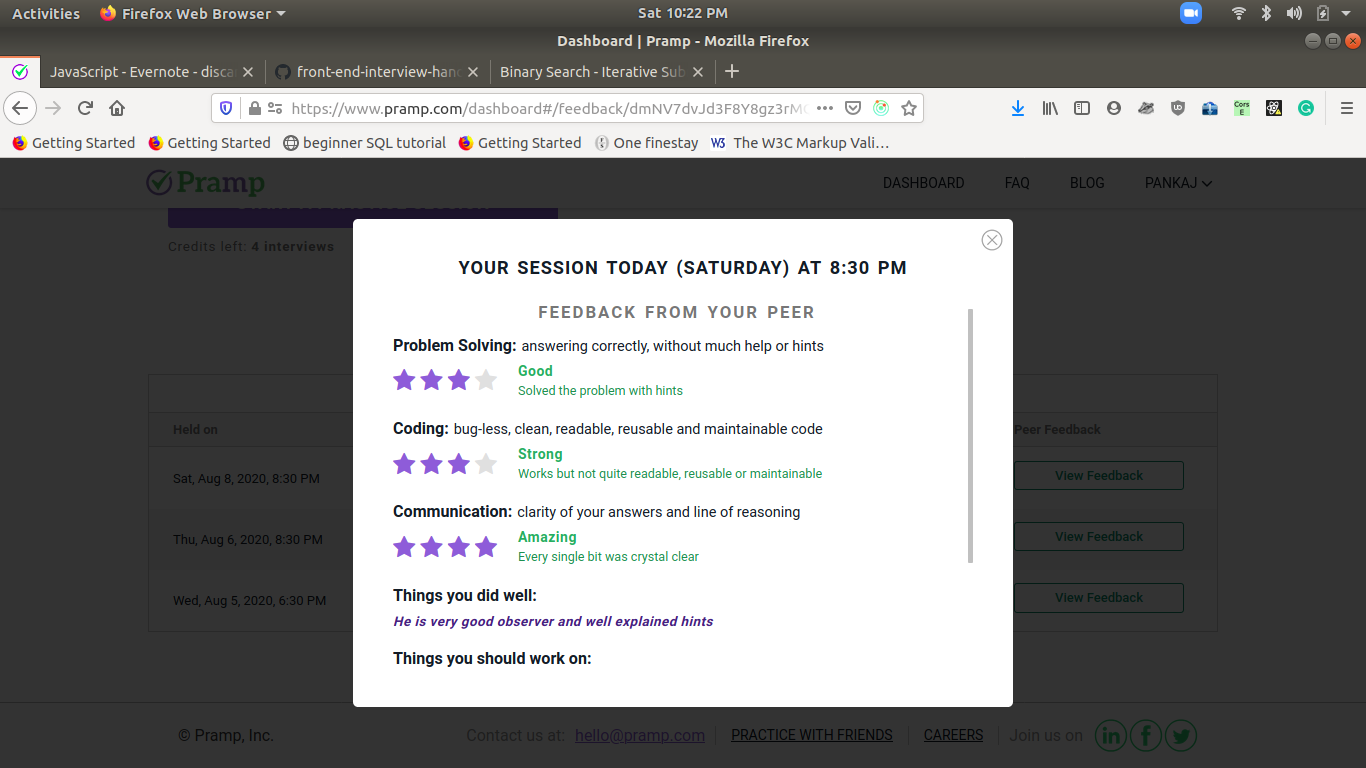 Activities Firefox Web Browser Sat 10:22 PM
Dashboard | Pramp - Mozilla Firefox
JavaScript - Evernote - disca front-end-interview-han Binary Search - Iterative Sub
https://www.pramp.com/dashboard#/feedback/dmNV7dvJd3F8Y8gz3rM
Getting Started Getting Started beginner SQL tutorial Getting Started One finestay The W3C Markup Vali…
Pramp DASHBOARD FAQ BLOG PANKAJ
Credits left: 4 interviews
YOUR SESSION TODAY (SATURDAY) AT 8:30 PM
FEEDBACK FROM YOUR PEER
Problem Solving: answering correctly, without much help or hints
Good
Solved the problem with hints
Coding: bug-less, clean, readable, reusable and maintainable code
Strong
Works but not quite readable, reusable or maintainable
Communication: clarity of your answers and line of reasoning
Amazing
Every single bit was crystal clear
Things you did well:
He is very good observer and well explained hints
Things you should work on:
Held on Peer Feedback
Sat, Aug 8, 2020, 8:30 PM View Feedback
Thu, Aug 6, 2020, 8:30 PM View Feedback
Wed, Aug 5, 2020, 6:30 PM View Feedback
© Pramp, Inc. Contact us at: hello@pramp.com PRACTICE WITH FRIENDS CAREERS Join us on